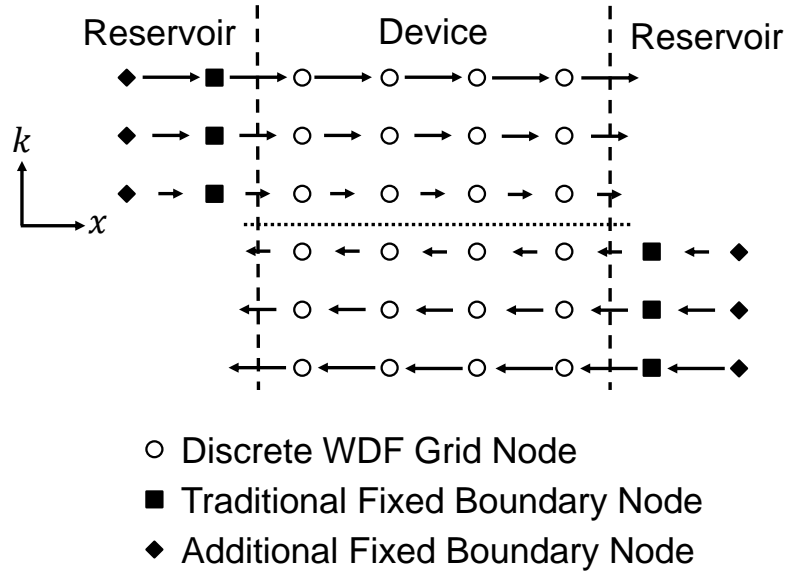 Reservoir Device Reservoir
k
x
Discrete WDF Grid Node
Traditional Fixed Boundary Node
Additional Fixed Boundary Node